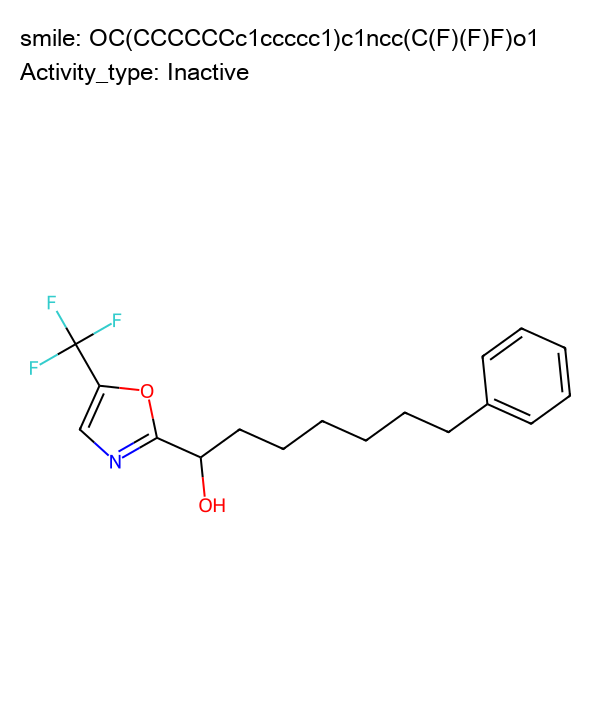 smile: OC(CCCCCCc1ccccc1)c1ncc(C(F)(F)F)o1
Activity_type: Inactive
F
F
F
O
N
OH